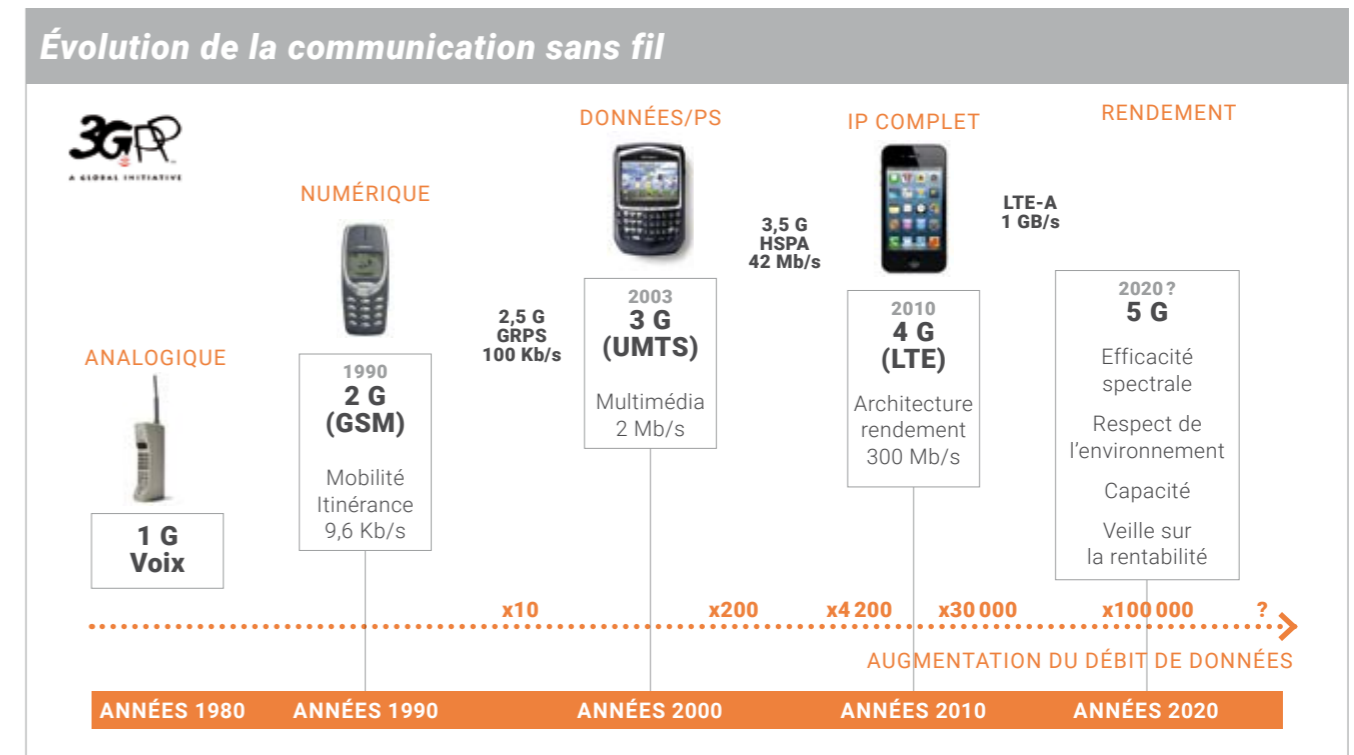 Évolution de la communication sans fil
3GPP
A GLOBAL INITIATIVE
ANALOGIQUE
1 G
Voix
NUMÉRIQUE
1990
2 G
(GSM)
Mobilité
Itinérance
9,6 Kb/s
2,5 G
GRPS
100 Kb/s
DONNÉES/PS
2003
3 G
(UMTS)
Multimédia
2 Mb/s
3,5 G
HSPA
42 Mb/s
IP COMPLET
2010
4 G
(LTE)
Architecture
rendement
300 Mb/s
LTE-A
1 GB/s
RENDEMENT
2020 ?
5 G
Efficacité
spectrale
Respect de
l’environnement
Capacité
Veille sur
la rentabilité
x10 x200 x4 200 x30 000 x100 000 ?
AUGMENTATION DU DÉBIT DE DONNÉES
ANNÉES 1980 ANNÉES 1990 ANNÉES 2000 ANNÉES 2010 ANNÉES 2020